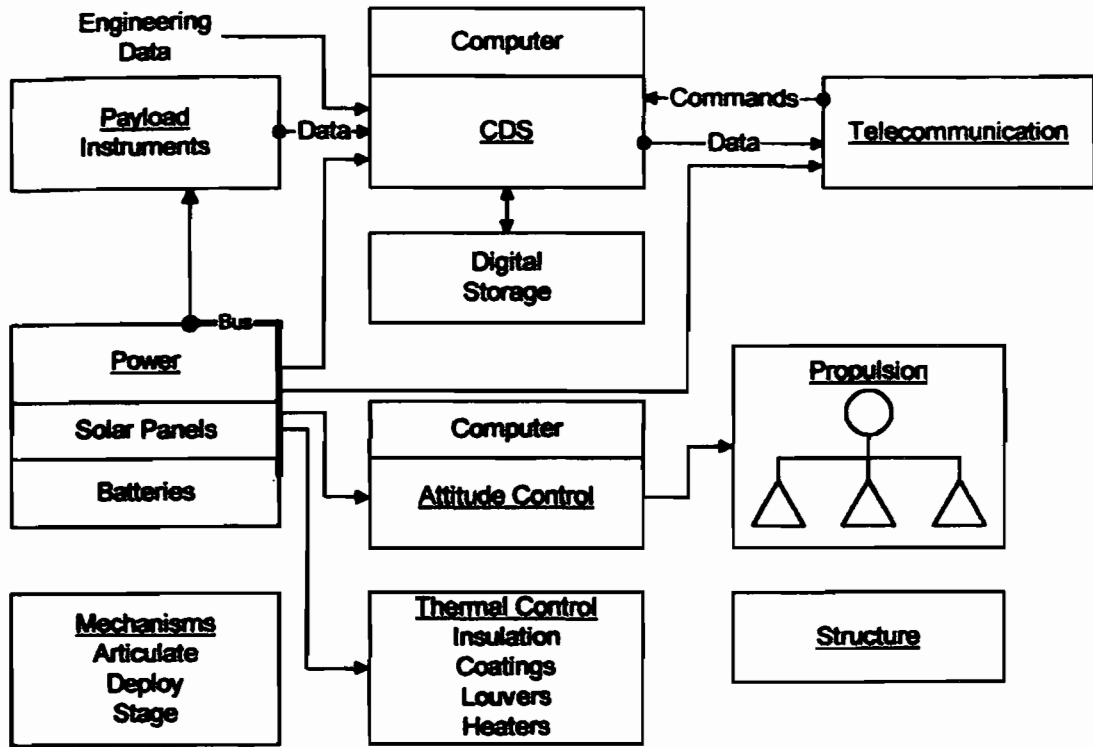 Engineering
Data
Computer
Payload
Instruments
Data
CDS
Commands
Data
Telecommunication
Digital
Storage
Bus
Power
Solar Panels
Batteries
Computer
Attitude Control
Propulsion
Mechanisms
Articulate
Deploy
Stage
Thermal Control
Insulation
Coatings
Louvers
Heaters
Structure